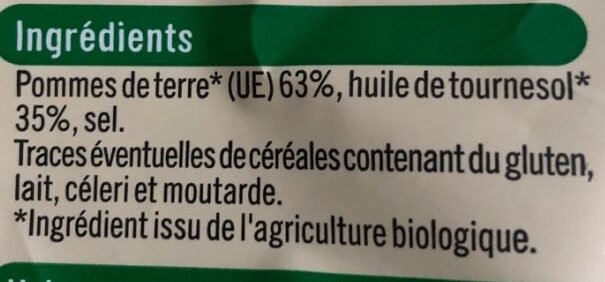 Ingrédients
Pommes de terre* (UE) 63%, huile de tournesol*
35%, sel.
Traces éventuelles de céréales contenant du gluten,
lait, céleri et moutarde.
*Ingrédient issu de l'agriculture biologique.